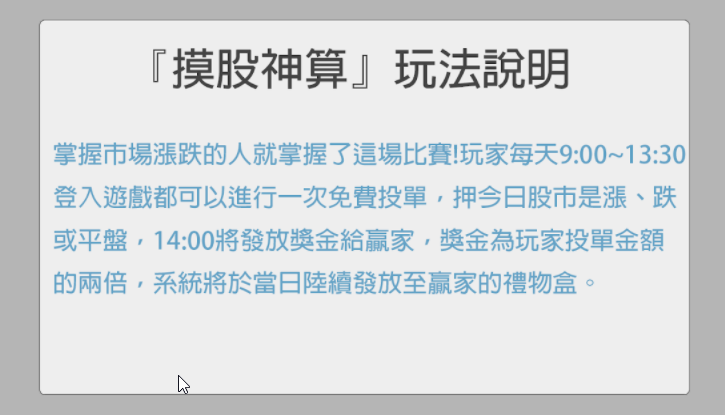 『摸股神算』玩法說明
掌握市場漲跌的人就掌握了這場比賽!玩家每天9:00~13:30
登入遊戲都可以進行一次免費投單，押今日股市是漲、跌
或平盤，14:00將發放獎金給贏家，獎金為玩家投單金額
的兩倍，系統將於當日陸續發放至贏家的禮物盒。